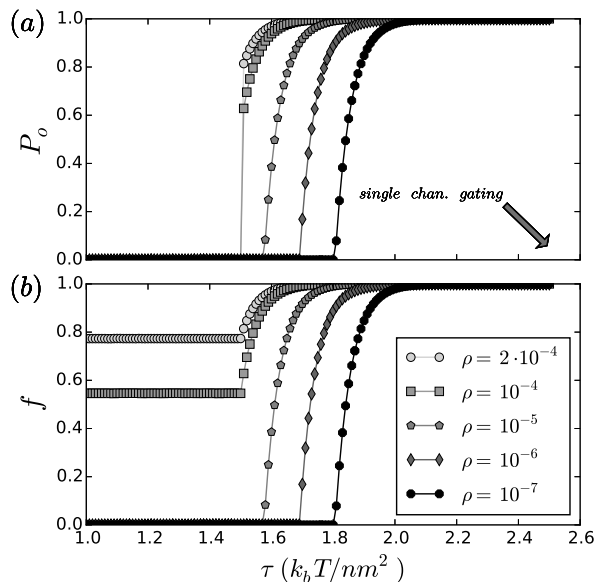 (a)
1.0
0.8
0.6
0.4
0.2
0.0
P_o
single chan. gating
(b)
1.0
0.8
0.6
0.4
0.2
0.0
f
ρ = 2·10⁻⁴
ρ = 10⁻⁴
ρ = 10⁻⁵
ρ = 10⁻⁶
ρ = 10⁻⁷
1.0 1.2 1.4 1.6 1.8 2.0 2.2 2.4 2.6
τ (k_bT/nm²)